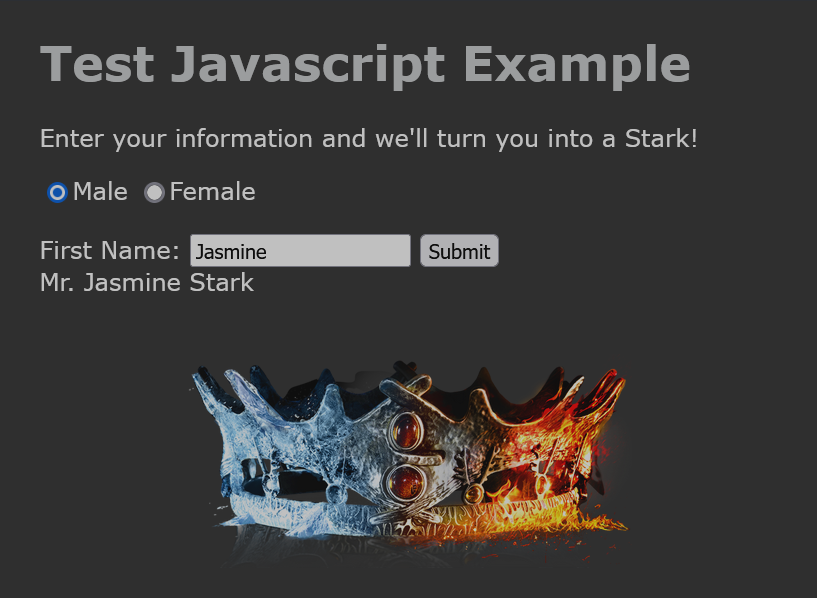 Test Javascript Example
Enter your information and we'll turn you into a Stark!
Male Female
First Name: Jasmine Submit
Mr. Jasmine Stark